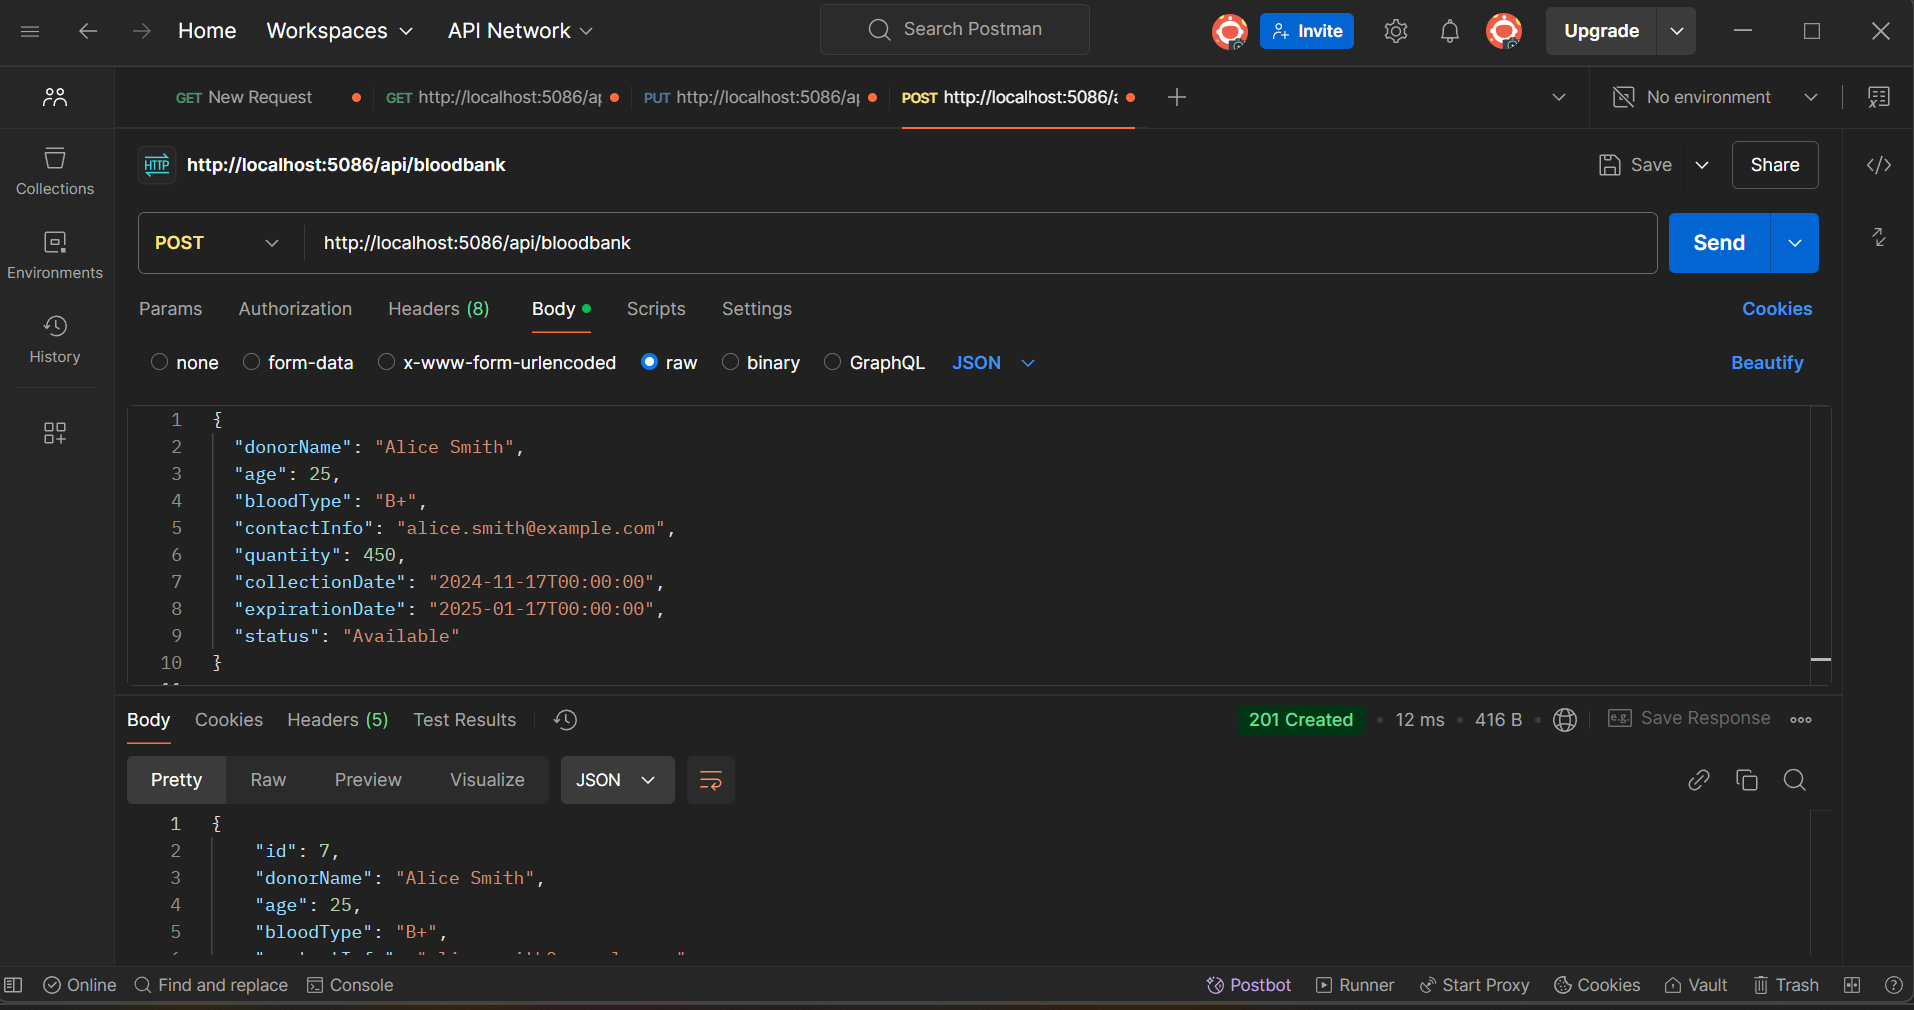 Home Workspaces API Network Search Postman Invite Upgrade
GET New Request GET http://localhost:5086/ap PUT http://localhost:5086/ap POST http://localhost:5086/a No environment
HTTP http://localhost:5086/api/bloodbank Save Share
Collections
POST http://localhost:5086/api/bloodbank Send
Environments
Params Authorization Headers (8) Body Scripts Settings Cookies
History
none form-data x-www-form-urlencoded raw binary GraphQL JSON Beautify
1 {
2 "donorName": "Alice Smith",
3 "age": 25,
4 "bloodType": "B+",
5 "contactInfo": "alice.smith@example.com",
6 "quantity": 450,
7 "collectionDate": "2024-11-17T00:00:00",
8 "expirationDate": "2025-01-17T00:00:00",
9 "status": "Available"
10 }
Body Cookies Headers (5) Test Results 201 Created 12 ms 416 B e.g. Save Response
Pretty Raw Preview Visualize JSON
1 {
2 "id": 7,
3 "donorName": "Alice Smith",
4 "age": 25,
5 "bloodType": "B+",
Online Find and replace Console Postbot Runner Start Proxy Cookies Vault Trash